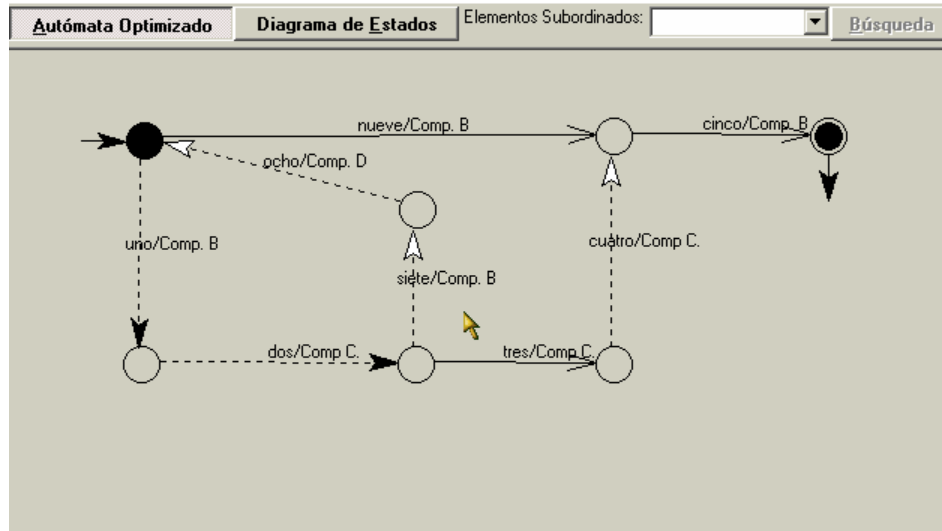 Autómata Optimizado
Diagrama de Estados
Elementos Subordinados:
Búsqueda
nueve/Comp. B
cinco/Comp. B
ocho/Comp. D
uno/Comp. B
cuatro/Comp C.
siete/Comp. B
dos/Comp C.
tres/Comp C.